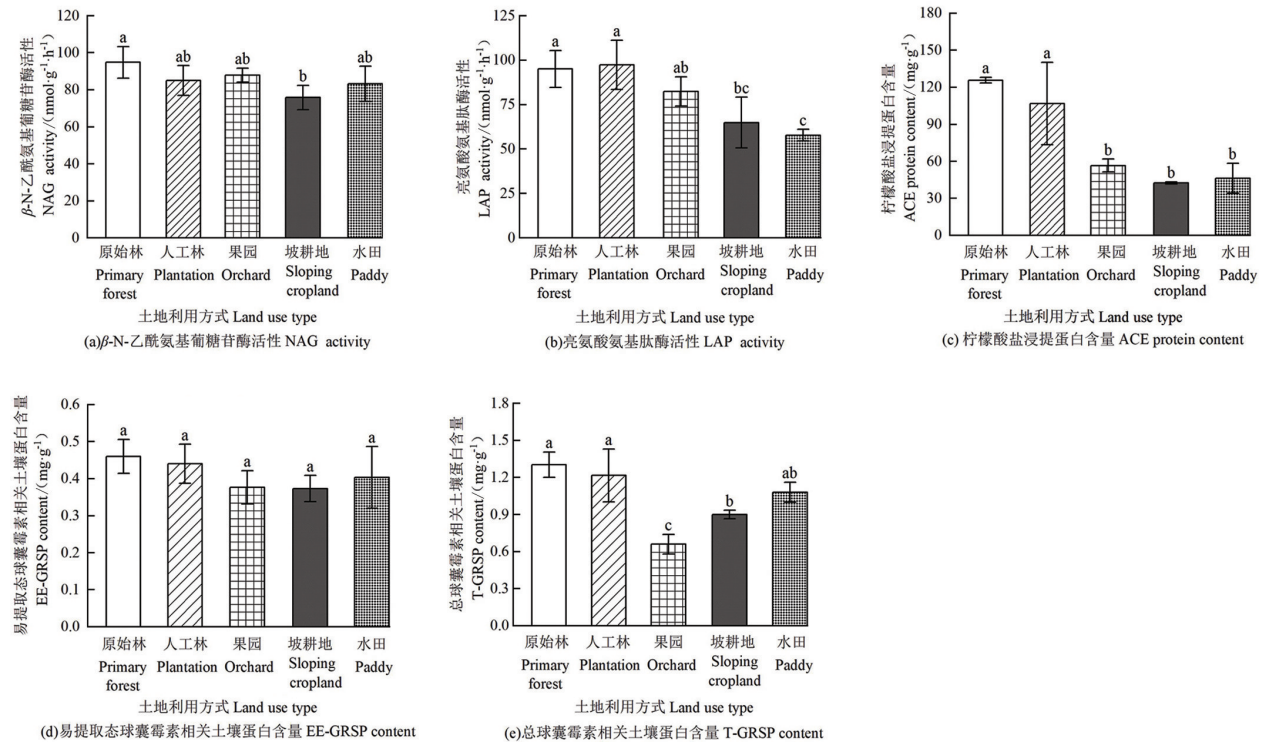 β-N-乙酰氨基葡糖苷酶活性
NAG activity/(nmol·g⁻¹·h⁻¹)
120
100
80
60
40
20
0
a
ab
ab
b
ab
原始林 人工林 果园 坡耕地 水田
Primary Plantation Orchard Sloping Paddy
forest cropland
土地利用方式 Land use type
(a)β-N-乙酰氨基葡糖苷酶活性 NAG activity
亮氨酸氨基肽酶活性
LAP activity/(nmol·g⁻¹·h⁻¹)
125
100
75
50
25
0
a
a
ab
bc
c
原始林 人工林 果园 坡耕地 水田
Primary Plantation Orchard Sloping Paddy
forest cropland
土地利用方式 Land use type
(b)亮氨酸氨基肽酶活性 LAP activity
柠檬酸盐浸提蛋白含量
ACE protein content/(mg·g⁻¹)
180
150
120
90
60
30
0
a
a
b
b
b
原始林 人工林 果园 坡耕地 水田
Primary Plantation Orchard Sloping Paddy
forest cropland
土地利用方式 Land use type
(c) 柠檬酸盐浸提蛋白含量 ACE protein content
易提取态球囊霉素相关土壤蛋白含量
EE-GRSP content/(mg·g⁻¹)
0.6
0.5
0.4
0.3
0.2
0.1
0.0
a
a
a
a
a
原始林 人工林 果园 坡耕地 水田
Primary Plantation Orchard Sloping Paddy
forest cropland
土地利用方式 Land use type
(d)易提取态球囊霉素相关土壤蛋白含量 EE-GRSP content
总球囊霉素相关土壤蛋白含量
T-GRSP content/(mg·g⁻¹)
1.8
1.5
1.2
0.9
0.6
0.3
0.0
a
a
c
b
ab
原始林 人工林 果园 坡耕地 水田
Primary Plantation Orchard Sloping Paddy
forest cropland
土地利用方式 Land use type
(e)总球囊霉素相关土壤蛋白含量 T-GRSP content